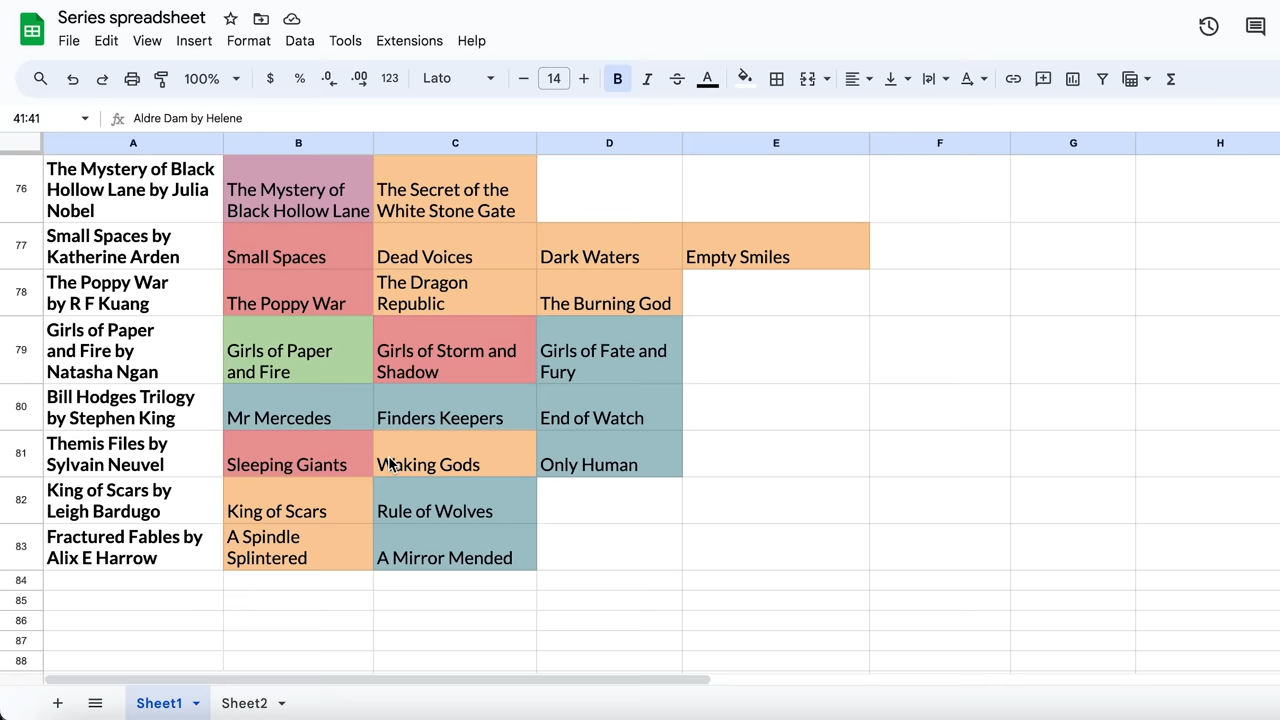 Series spreadsheet
File Edit View Insert Format Data Tools Extensions Help
100% $ % .0 .00 123 Lato − 14 + B I S A Σ
41:41 fx Aldre Dam by Helene
A B C D E F G H
76
The Mystery of Black
Hollow Lane by Julia
Nobel
The Mystery of
Black Hollow Lane
The Secret of the
White Stone Gate
77
Small Spaces by
Katherine Arden
Small Spaces
Dead Voices
Dark Waters
Empty Smiles
78
The Poppy War
by R F Kuang
The Poppy War
The Dragon
Republic
The Burning God
79
Girls of Paper
and Fire by
Natasha Ngan
Girls of Paper
and Fire
Girls of Storm and
Shadow
Girls of Fate and
Fury
80
Bill Hodges Trilogy
by Stephen King
Mr Mercedes
Finders Keepers
End of Watch
81
Themis Files by
Sylvain Neuvel
Sleeping Giants
Waking Gods
Only Human
82
King of Scars by
Leigh Bardugo
King of Scars
Rule of Wolves
83
Fractured Fables by
Alix E Harrow
A Spindle
Splintered
A Mirror Mended
84
85
86
87
88
+ Sheet1 Sheet2